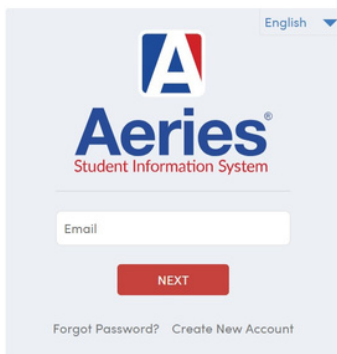 English
A
Aeries®
Student Information System
Email
NEXT
Forgot Password? Create New Account